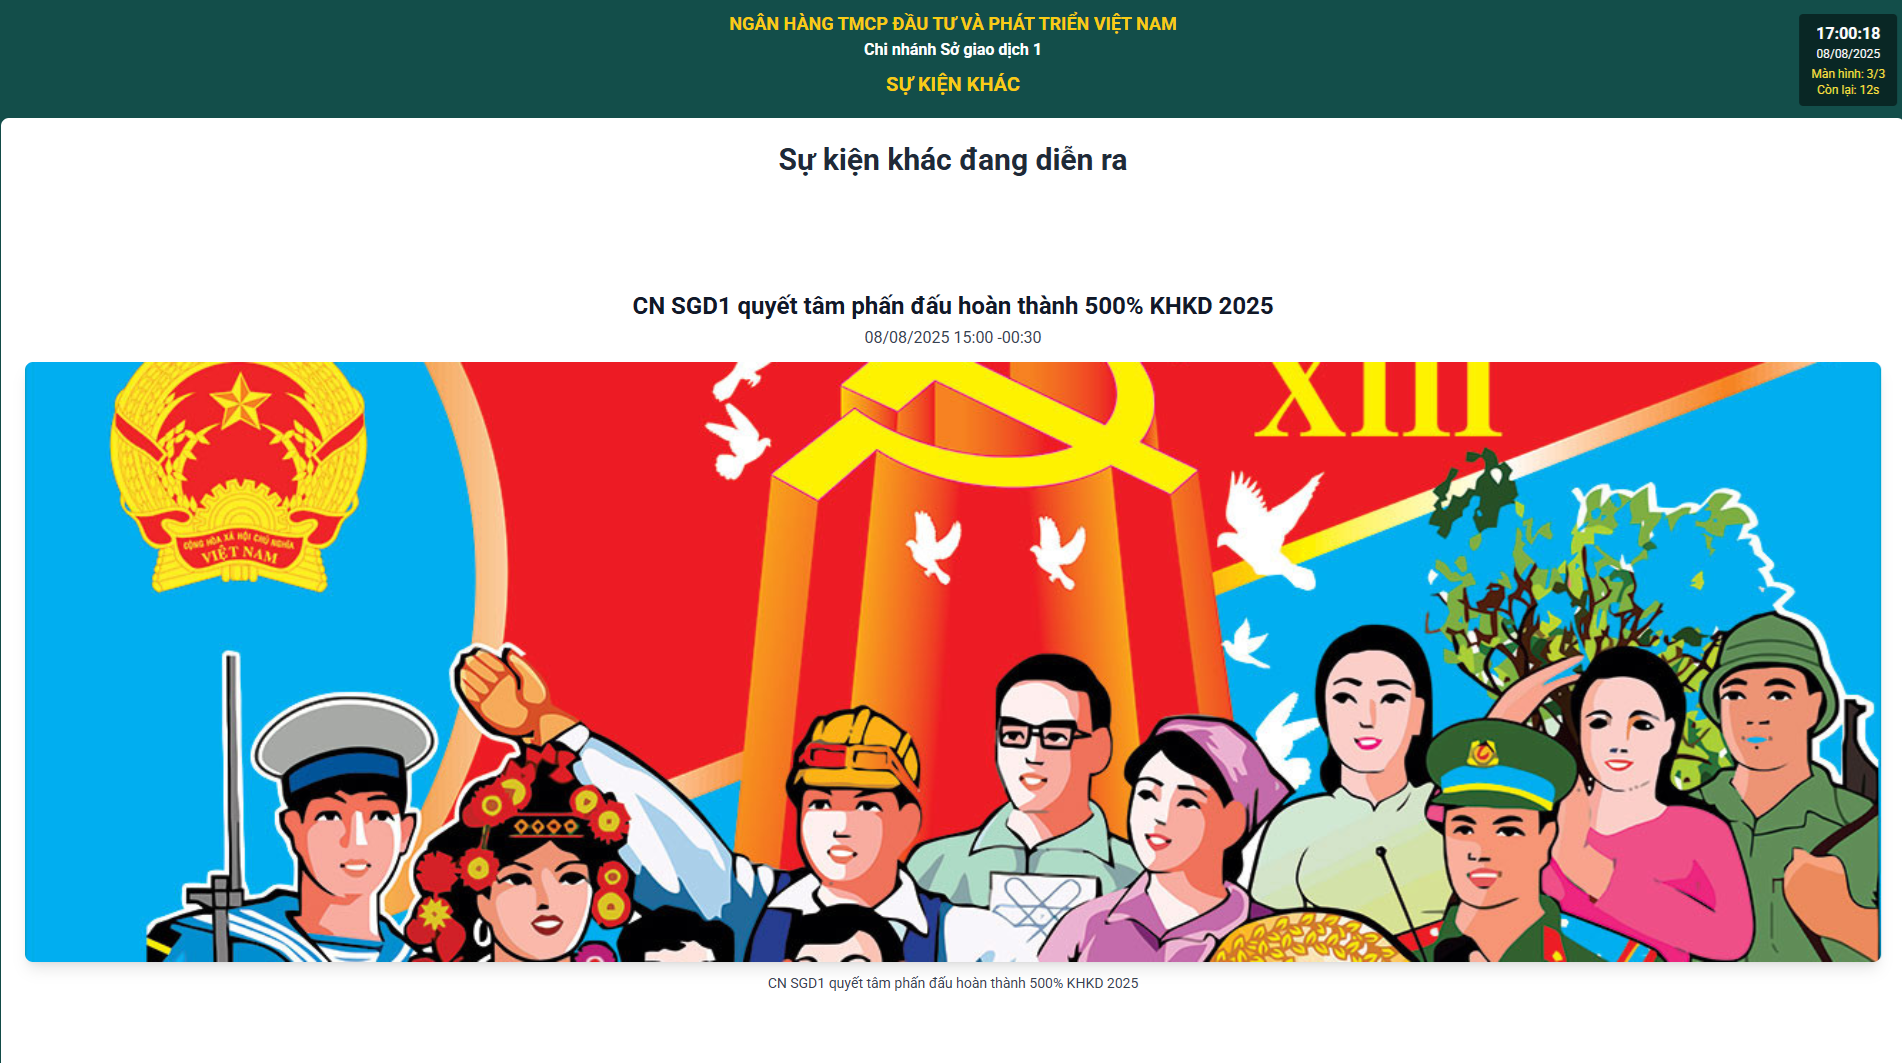 NGÂN HÀNG TMCP ĐẦU TƯ VÀ PHÁT TRIỂN VIỆT NAM
Chi nhánh Sở giao dịch 1
SỰ KIỆN KHÁC
17:00:18
08/08/2025
Màn hình: 3/3
Còn lại: 12s
Sự kiện khác đang diễn ra
CN SGD1 quyết tâm phấn đấu hoàn thành 500% KHKD 2025
08/08/2025 15:00 -00:30
XIII
CỘNG HÒA XÃ HỘI CHỦ NGHĨA
VIỆT NAM
CN SGD1 quyết tâm phấn đấu hoàn thành 500% KHKD 2025